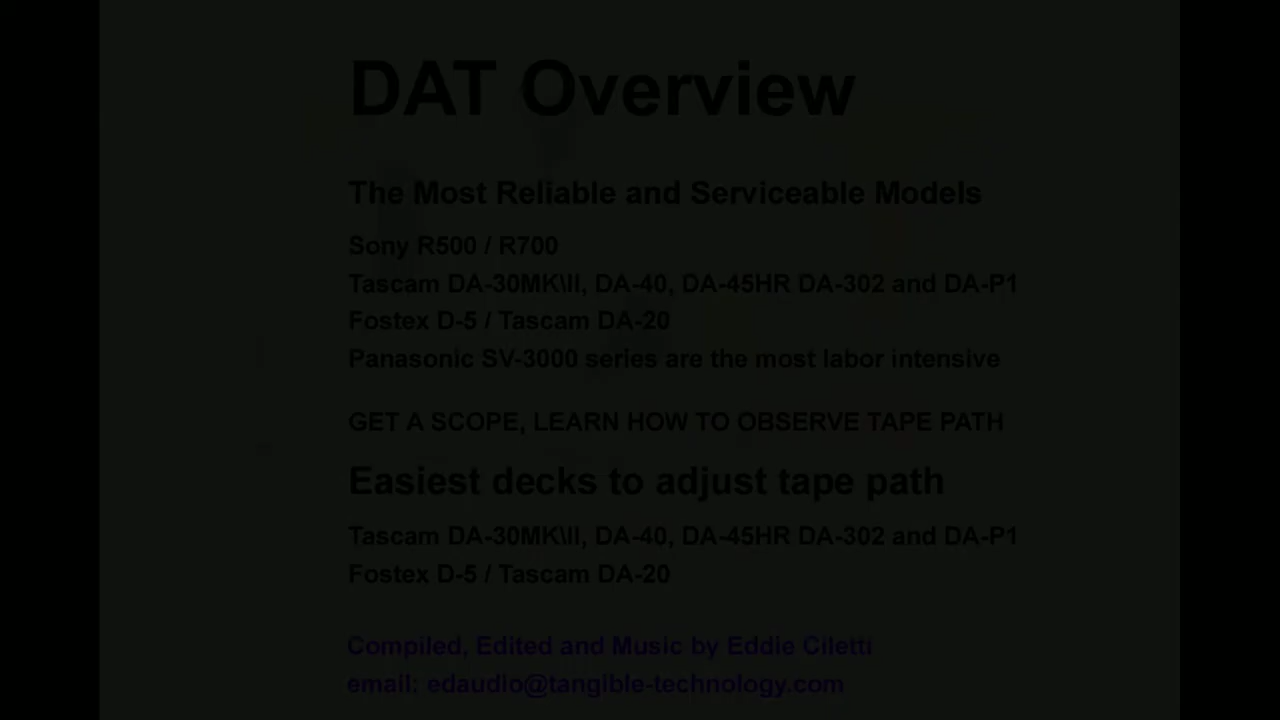 DAT Overview
The Most Reliable and Serviceable Models
Sony R500 / R700
Tascam DA-30MK\II, DA-40, DA-45HR DA-302 and DA-P1
Fostex D-5 / Tascam DA-20
Panasonic SV-3000 series are the most labor intensive
GET A SCOPE, LEARN HOW TO OBSERVE TAPE PATH
Easiest decks to adjust tape path
Tascam DA-30MK\II, DA-40, DA-45HR DA-302 and DA-P1
Fostex D-5 / Tascam DA-20
Compiled, Edited and Music by Eddie Ciletti
email: edaudio@tangible-technology.com